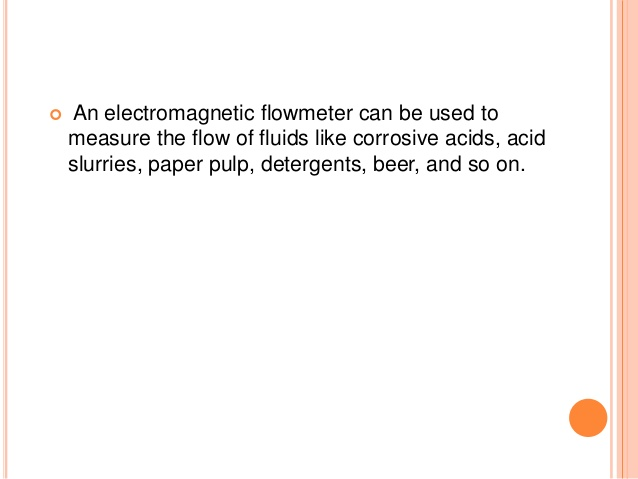 An electromagnetic flowmeter can be used to
measure the flow of fluids like corrosive acids, acid
slurries, paper pulp, detergents, beer, and so on.